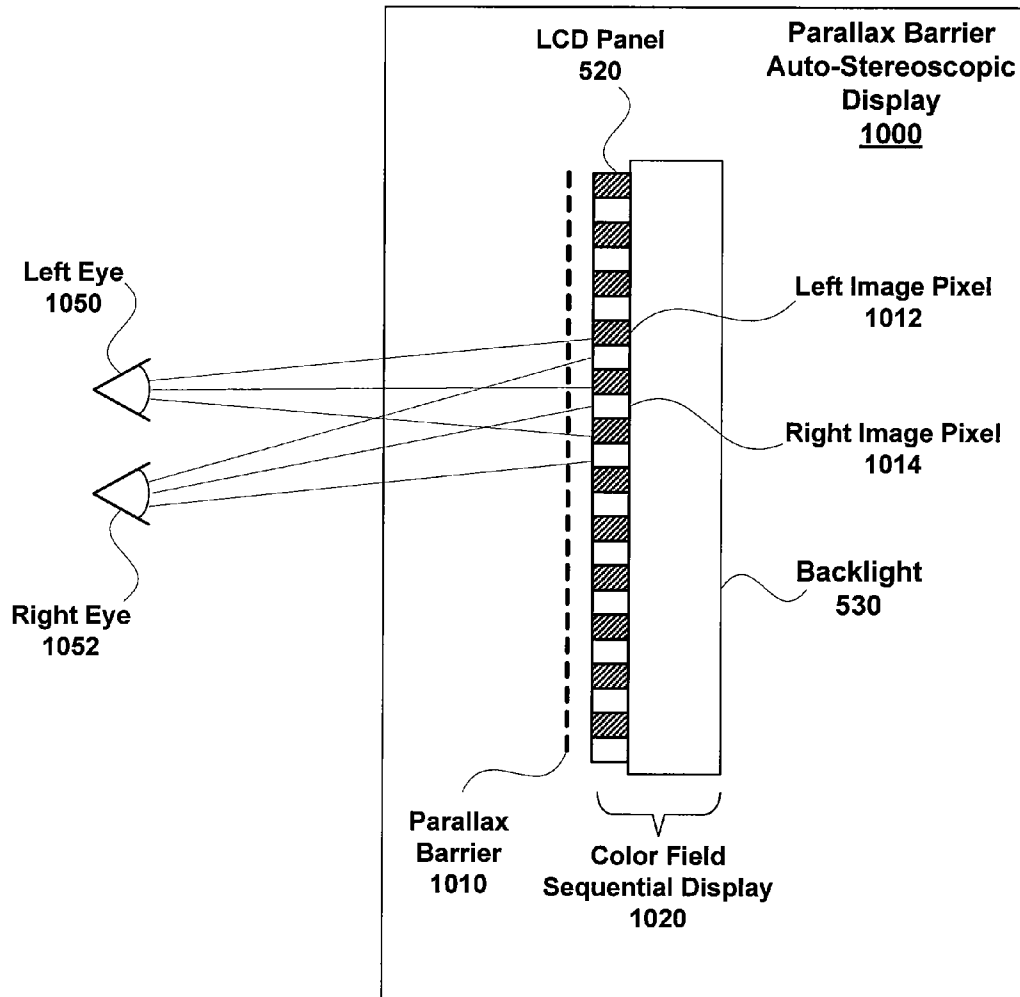 Parallax Barrier
Auto-Stereoscopic
Display
1000
LCD Panel
520
Left Eye
1050
Left Image Pixel
1012
Right Image Pixel
1014
Right Eye
1052
Backlight
530
Parallax
Barrier
1010
Color Field
Sequential Display
1020